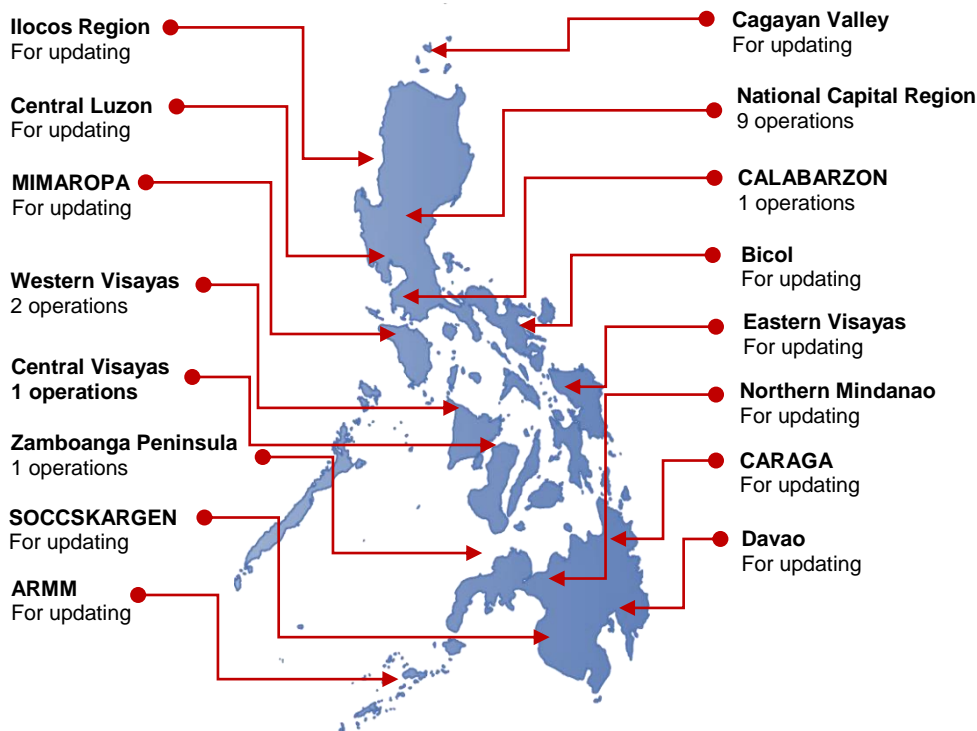 Ilocos Region
For updating
Central Luzon
For updating
MIMAROPA
For updating
Western Visayas
2 operations
Central Visayas
1 operations
Zamboanga Peninsula
1 operations
SOCCSKARGEN
For updating
ARMM
For updating
Cagayan Valley
For updating
National Capital Region
9 operations
CALABARZON
1 operations
Bicol
For updating
Eastern Visayas
For updating
Northern Mindanao
For updating
CARAGA
For updating
Davao
For updating